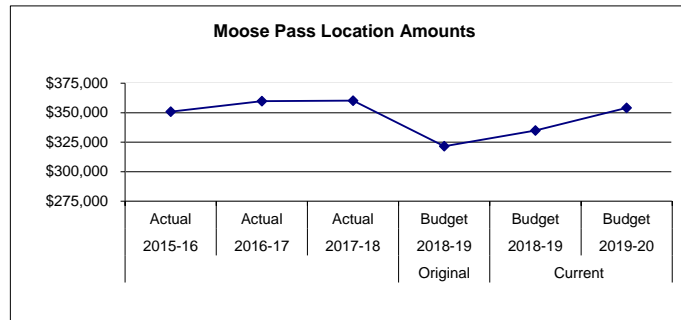 Moose Pass Location Amounts
$375,000
$350,000
$325,000
$300,000
$275,000
Actual Actual Actual Budget Budget Budget
2015-16 2016-17 2017-18 2018-19 2018-19 2019-20
Original Current